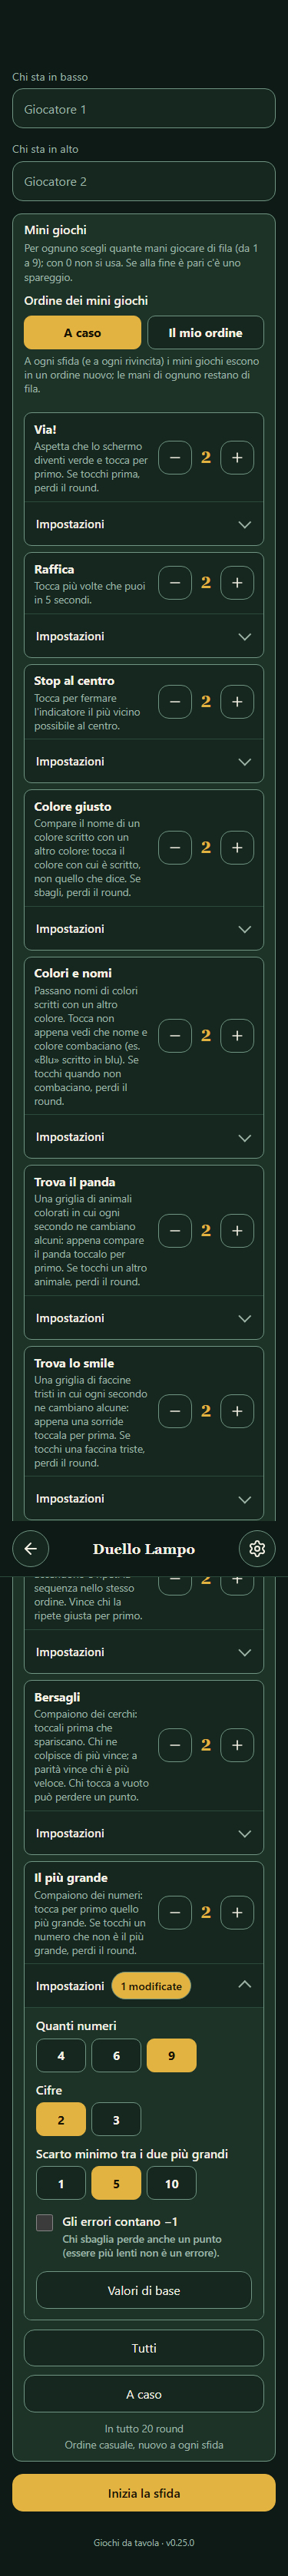 Chi sta in basso
Giocatore 1
Chi sta in alto
Giocatore 2
Mini giochi
Per ognuno scegli quante mani giocare di fila (da 1
a 9): con 0 non si usa. Se alla fine è pari c'è uno
spareggio.
Ordine dei mini giochi
A caso
Il mio ordine
A ogni sfida (e a ogni rivincita) i mini giochi escono
in un ordine nuovo; le mani di ognuno restano di
fila.
Via!
Aspetta che lo schermo
diventi verde e tocca per
primo. Se tocchi prima,
perdi il round.
− 2 +
Impostazioni
Raffica
Tocca più volte che puoi
in 5 secondi.
− 2 +
Impostazioni
Stop al centro
Tocca per fermare
l'indicatore il più vicino
possibile al centro.
− 2 +
Impostazioni
Colore giusto
Compare il nome di un
colore scritto con un
altro colore: tocca il
colore con cui è scritto,
non quello che dice. Se
sbagli, perdi il round.
− 2 +
Impostazioni
Colori e nomi
Passano nomi di colori
scritti con un altro
colore. Tocca non
appena vedi che nome e
colore combaciano (es.
«Blu» scritto in blu). Se
tocchi quando non
combaciano, perdi il
round.
− 2 +
Impostazioni
Trova il panda
Una griglia di animali
colorati in cui ogni
secondo ne cambiano
alcuni: appena compare
il panda toccalo per
primo. Se tocchi un altro
animale, perdi il round.
− 2 +
Impostazioni
Trova lo smile
Una griglia di faccine
tristi in cui ogni secondo
ne cambiano alcune:
appena una sorride
toccala per prima. Se
tocchi una faccina triste,
perdi il round.
− 2 +
Impostazioni
Duello Lampo
sequenza nello stesso
ordine. Vince chi la
ripete giusta per primo.
− 2 +
Impostazioni
Bersagli
Compaiono dei cerchi:
toccali prima che
spariscano. Chi ne
colpisce di più vince; a
parità vince chi è più
veloce. Chi tocca a vuoto
può perdere un punto.
− 2 +
Impostazioni
Il più grande
Compaiono dei numeri:
tocca per primo quello
più grande. Se tocchi un
numero che non è il più
grande, perdi il round.
− 2 +
Impostazioni 1 modificate
Quanti numeri
4 6 9
Cifre
2 3
Scarto minimo tra i due più grandi
1 5 10
Gli errori contano −1
Chi sbaglia perde anche un punto
(essere più lenti non è un errore).
Valori di base
Tutti
A caso
In tutto 20 round
Ordine casuale, nuovo a ogni sfida
Inizia la sfida
Giochi da tavola · v0.25.0